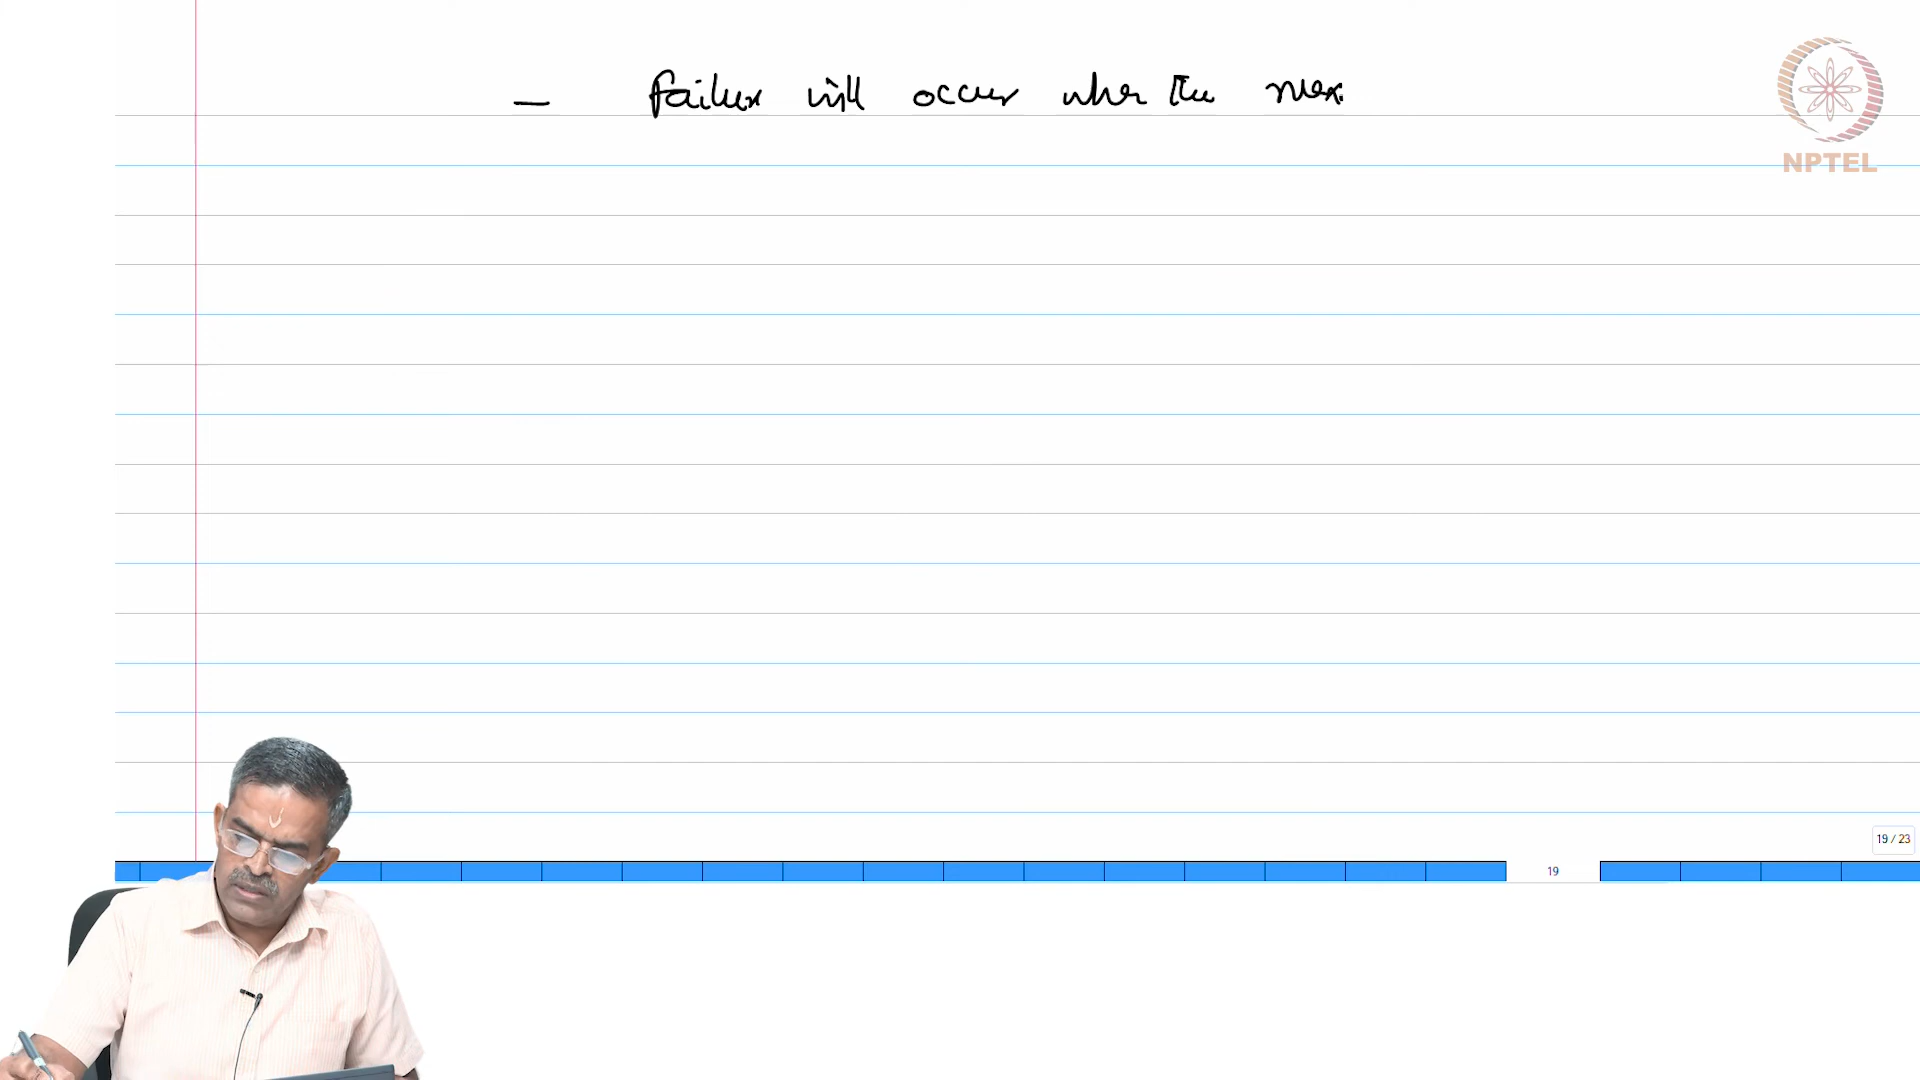 — failure will occur when the max.
NPTEL
19 / 23
19